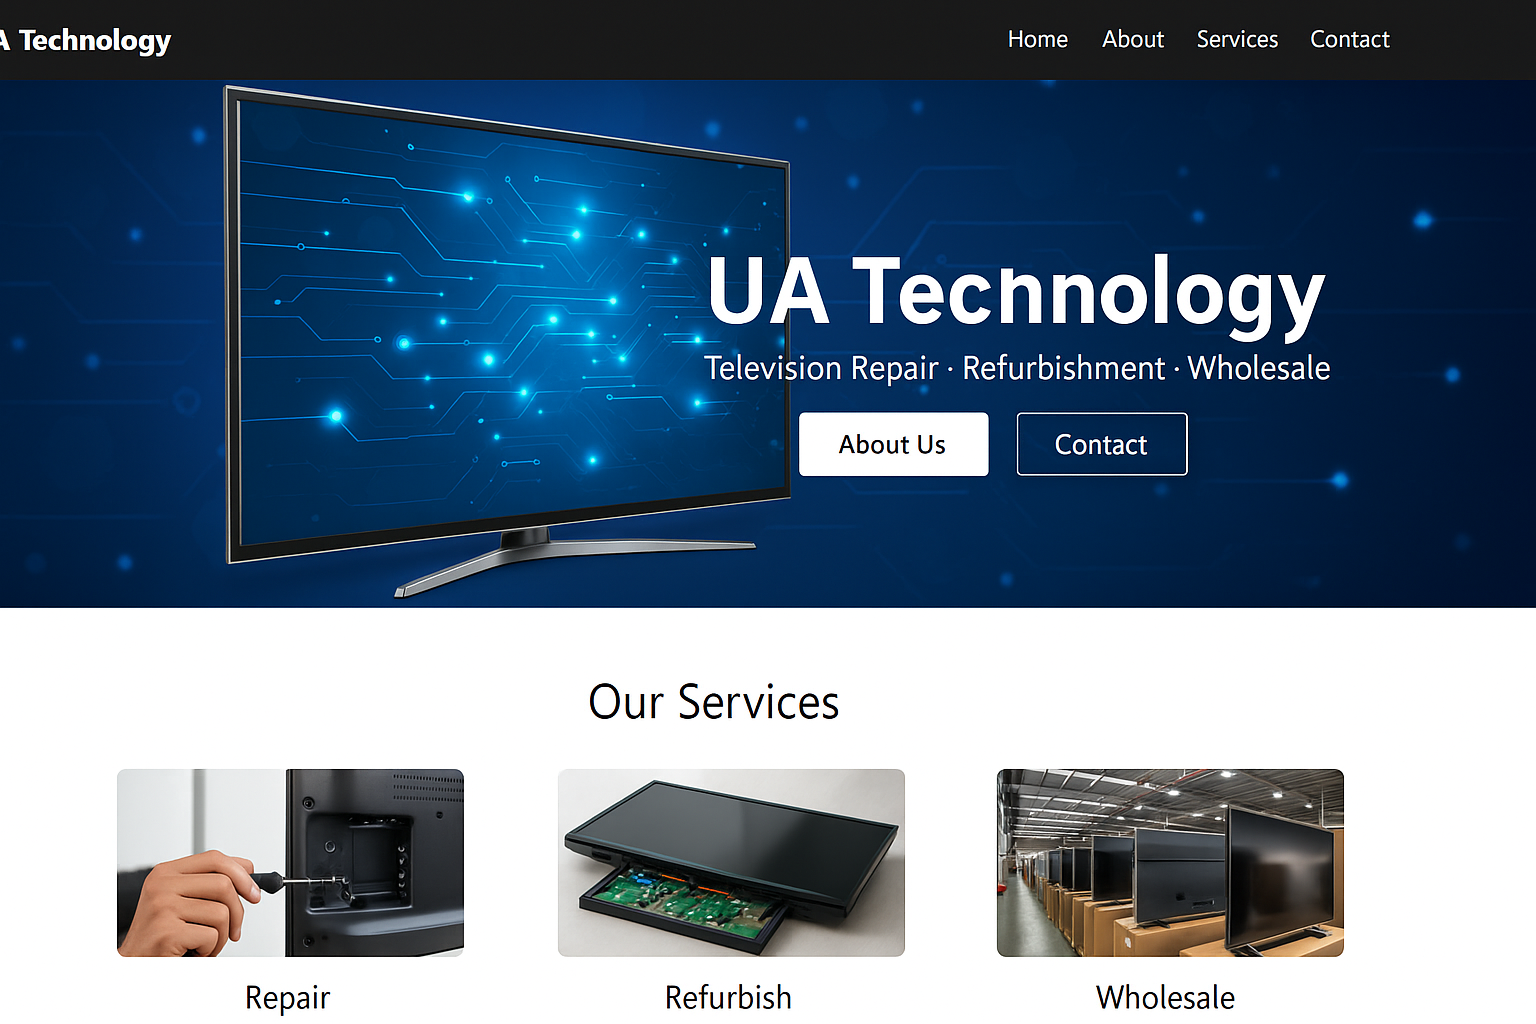 A Technology
Home About Services Contact
UA Technology
Television Repair · Refurbishment · Wholesale
About Us Contact
Our Services
Repair Refurbish Wholesale